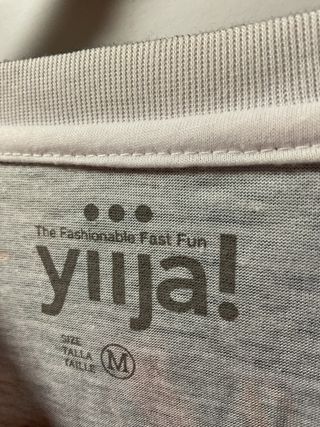 The Fashionable Fast Fun
yiija!
SIZE
TALLA
TAILLE
M